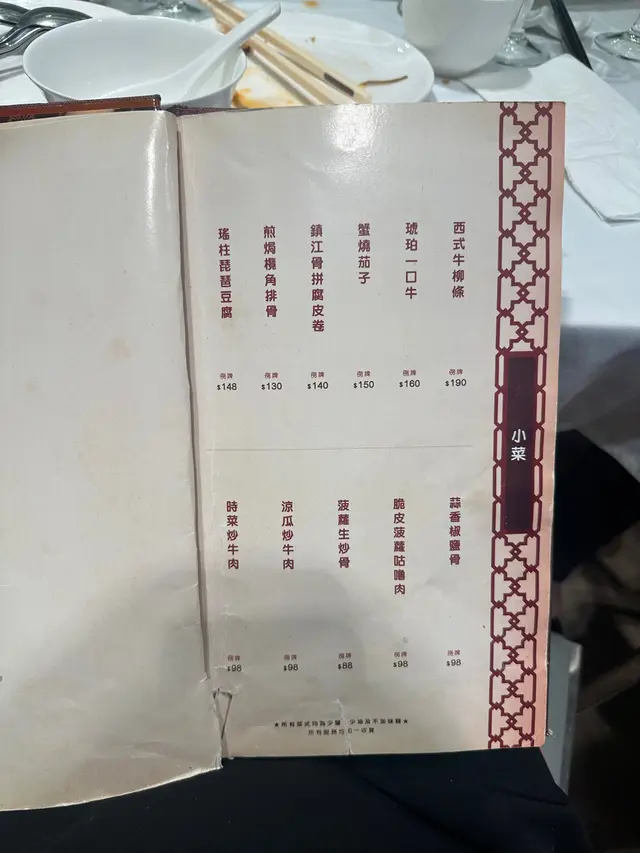 小菜
西式牛柳條
例牌
$190
琥珀一口牛
例牌
$160
蟹燒茄子
例牌
$150
鎮江骨拼腐皮卷
例牌
$140
煎焗欖角排骨
例牌
$130
瑤柱琵琶豆腐
例牌
$148
蒜香椒鹽骨
例牌
$98
脆皮菠蘿咕嚕肉
例牌
$98
菠蘿生炒骨
例牌
$88
涼瓜炒牛肉
例牌
$98
時菜炒牛肉
例牌
$98